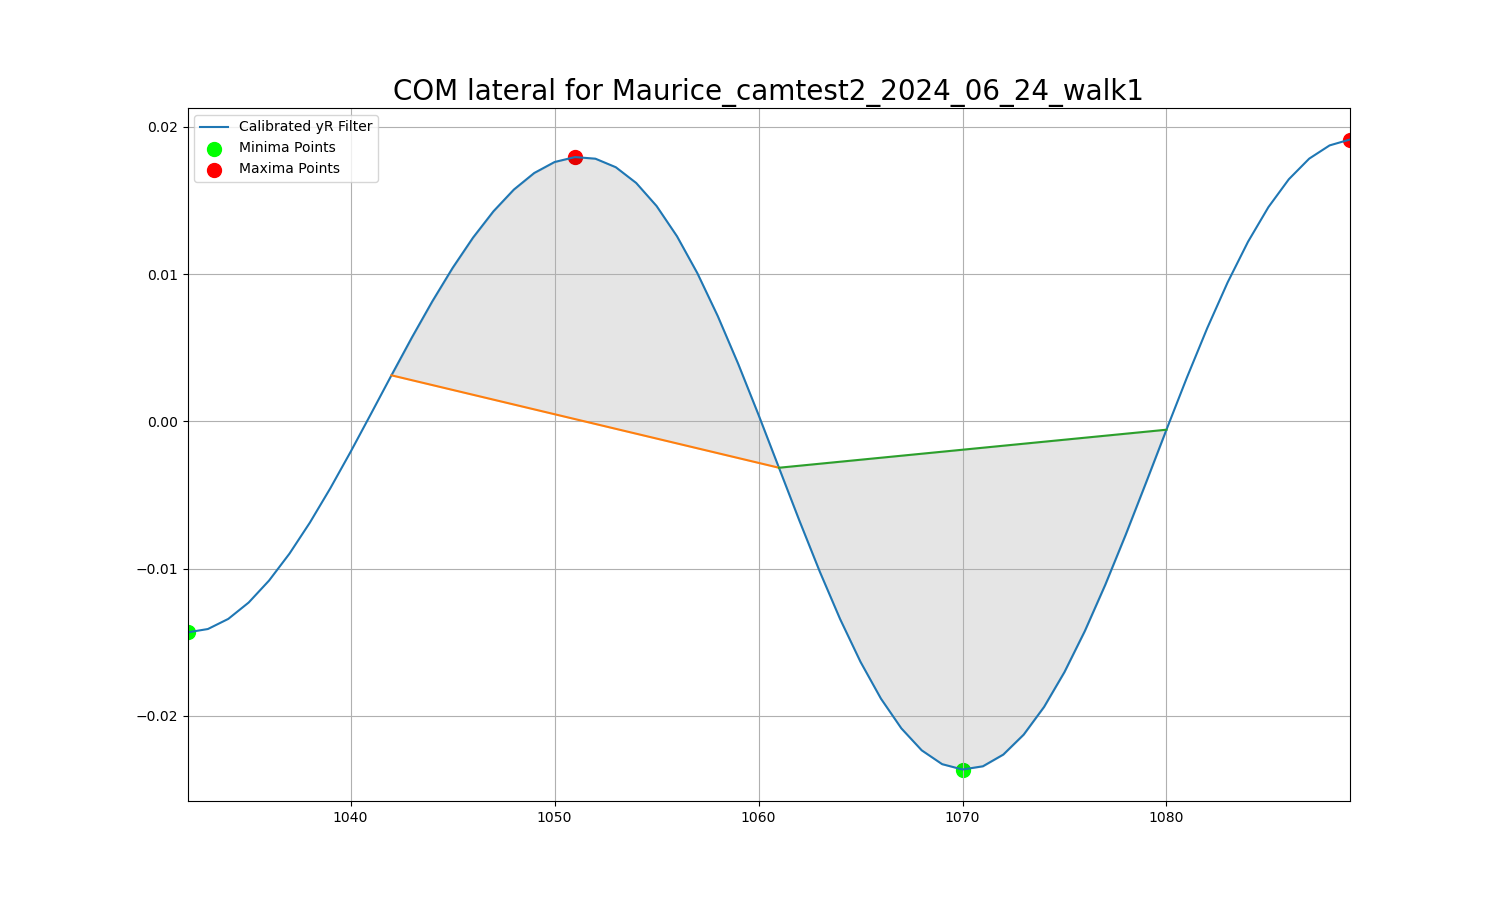 COM lateral for Maurice_camtest2_2024_06_24_walk1
Calibrated yR Filter
Minima Points
Maxima Points
0.02
0.01
0.00
−0.01
−0.02
1040 1050 1060 1070 1080